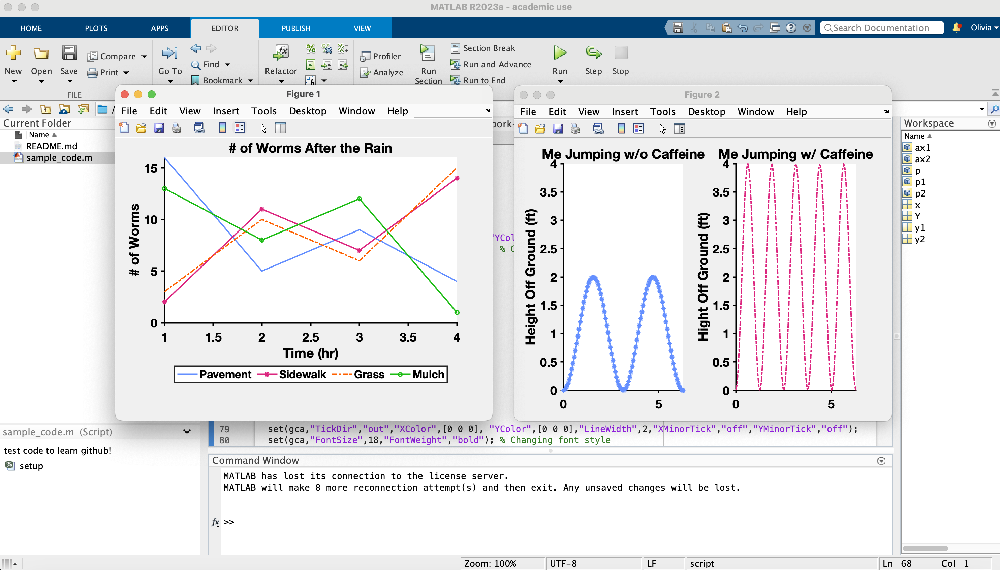 MATLAB R2023a - academic use
HOME PLOTS APPS EDITOR PUBLISH VIEW Search Documentation Olivia
New Open Save Compare Print FILE
Go To Find Bookmark
Refactor
Profiler Analyze
Run Section
Section Break
Run and Advance
Run to End
Run Step Stop
/
Current Folder
Name
README.md
sample_code.m
Figure 1
File Edit View Insert Tools Desktop Window Help
# of Worms After the Rain
# of Worms
15
10
5
0
1 1.5 2 2.5 3 3.5 4
Time (hr)
Pavement Sidewalk Grass Mulch
Figure 2
File Edit View Insert Tools Desktop Window Help
Me Jumping w/o Caffeine
Height Off Ground (ft)
4
3.5
3
2.5
2
1.5
1
0.5
0
0 5
Me Jumping w/ Caffeine
Hight Off Ground (ft)
4
3.5
3
2.5
2
1.5
1
0.5
0
0 5
"YCol
% C
Workspace
Name
ax1
ax2
p
p1
p2
x
Y
y1
y2
sample_code.m (Script)
test code to learn github!
setup
79 set(gca,"TickDir","out","XColor",[0 0 0], "YColor",[0 0 0],"LineWidth",2,"XMinorTick","off","YMinorTick","off");
80 set(gca,"FontSize",18,"FontWeight","bold"); % Changing font style
Command Window
MATLAB has lost its connection to the license server.
MATLAB will make 8 more reconnection attempt(s) and then exit. Any unsaved changes will be lost.
fx >>
Zoom: 100% UTF-8 LF script Ln 68 Col 1